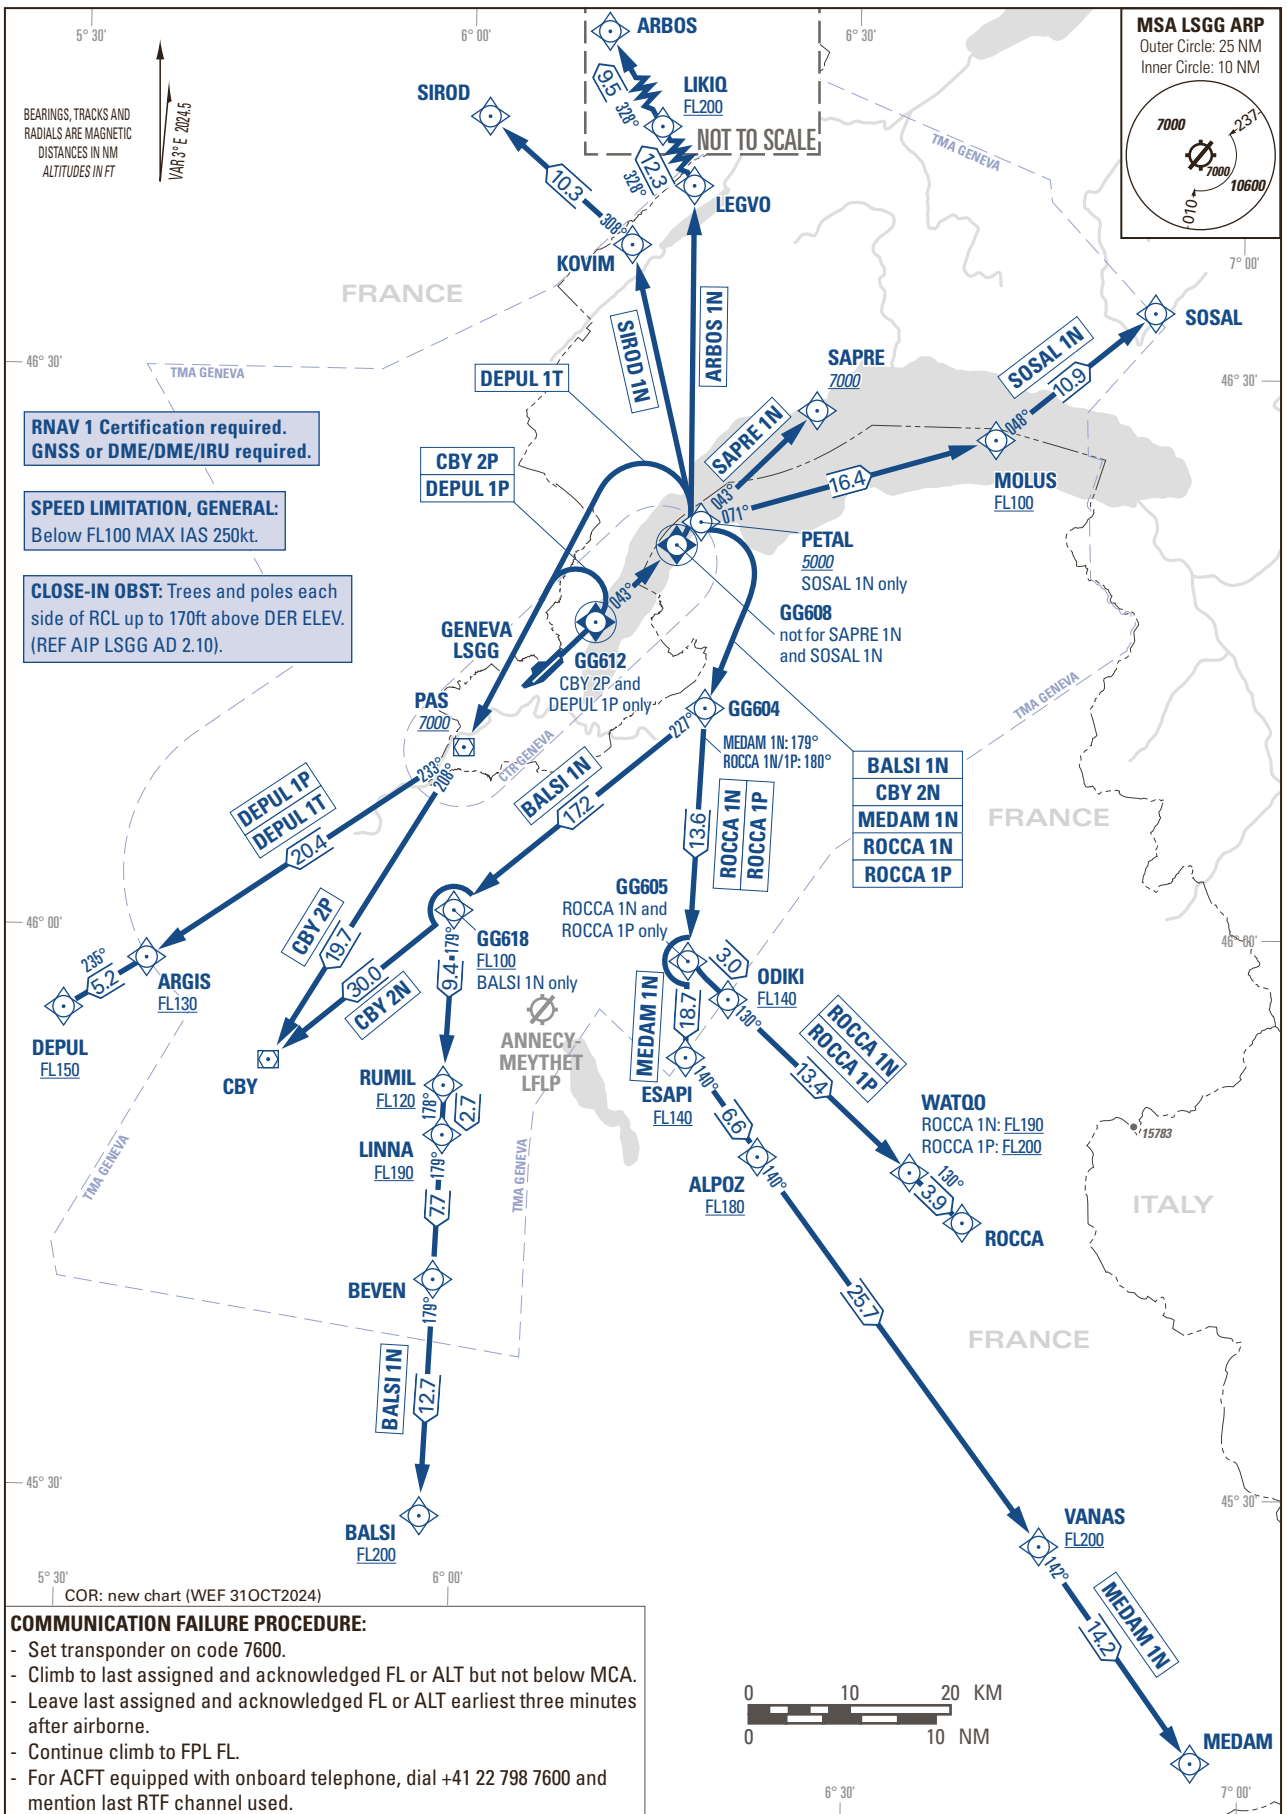 5° 30'
6° 00'
6° 30'
ARBOS
MSA LSGG ARP
Outer Circle: 25 NM
Inner Circle: 10 NM
7000
237
7000
10600
010
BEARINGS, TRACKS AND
RADIALS ARE MAGNETIC
DISTANCES IN NM
ALTITUDES IN FT
VAR 3° E 2024.5
SIROD
9.5
328°
LIKIQ
FL200
NOT TO SCALE
12.3
328°
LEGVO
TMA GENEVA
10.3
308°
KOVIM
7° 00'
FRANCE
SIROD 1N
ARBOS 1N
SOSAL
46° 30'
TMA GENEVA
DEPUL 1T
SAPRE
7000
SOSAL 1N
10.9
46° 30'
RNAV 1 Certification required.
GNSS or DME/DME/IRU required.
CBY 2P
DEPUL 1P
SAPRE 1N
048°
MOLUS
FL100
043°
071°
16.4
SPEED LIMITATION, GENERAL:
Below FL100 MAX IAS 250kt.
PETAL
5000
SOSAL 1N only
CLOSE-IN OBST: Trees and poles each
side of RCL up to 170ft above DER ELEV.
(REF AIP LSGG AD 2.10).
043°
GG608
not for SAPRE 1N
and SOSAL 1N
GENEVA
LSGG
GG612
CBY 2P and
DEPUL 1P only
PAS
7000
GG604
TMA GENEVA
227°
MEDAM 1N: 179°
ROCCA 1N/1P: 180°
CTR GENEVA
233°
208°
BALSI 1N
CBY 2N
MEDAM 1N
ROCCA 1N
ROCCA 1P
FRANCE
DEPUL 1P
DEPUL 1T
20.4
BALSI 1N
17.2
13.6
ROCCA 1N
ROCCA 1P
46° 00'
CBY 2P
19.7
GG605
ROCCA 1N and
ROCCA 1P only
46° 00'
235°
5.2
ARGIS
FL130
30.0
CBY 2N
179°
9.4
GG618
FL100
BALSI 1N only
3.0
ODIKI
FL140
130°
DEPUL
FL150
ANNECY-
MEYTHET
LFLP
MEDAM 1N
18.7
ROCCA 1N
ROCCA 1P
13.4
CBY
RUMIL
FL120
178°
2.7
ESAPI
FL140
140°
6.6
WATQO
ROCCA 1N: FL190
ROCCA 1P: FL200
15783
TMA GENEVA
LINNA
FL190
179°
TMA GENEVA
ALPOZ
FL180
140°
130°
3.9
ROCCA
ITALY
7.7
BEVEN
179°
25.7
FRANCE
BALSI 1N
12.7
45° 30'
45° 30'
BALSI
FL200
VANAS
FL200
142°
5° 30'
6° 00'
COR: new chart (WEF 31OCT2024)
MEDAM 1N
14.2
COMMUNICATION FAILURE PROCEDURE:
- Set transponder on code 7600.
- Climb to last assigned and acknowledged FL or ALT but not below MCA.
- Leave last assigned and acknowledged FL or ALT earliest three minutes
after airborne.
- Continue climb to FPL FL.
- For ACFT equipped with onboard telephone, dial +41 22 798 7600 and
mention last RTF channel used.
0 10 20 KM
0 10 NM
MEDAM
6° 30'
7° 00'